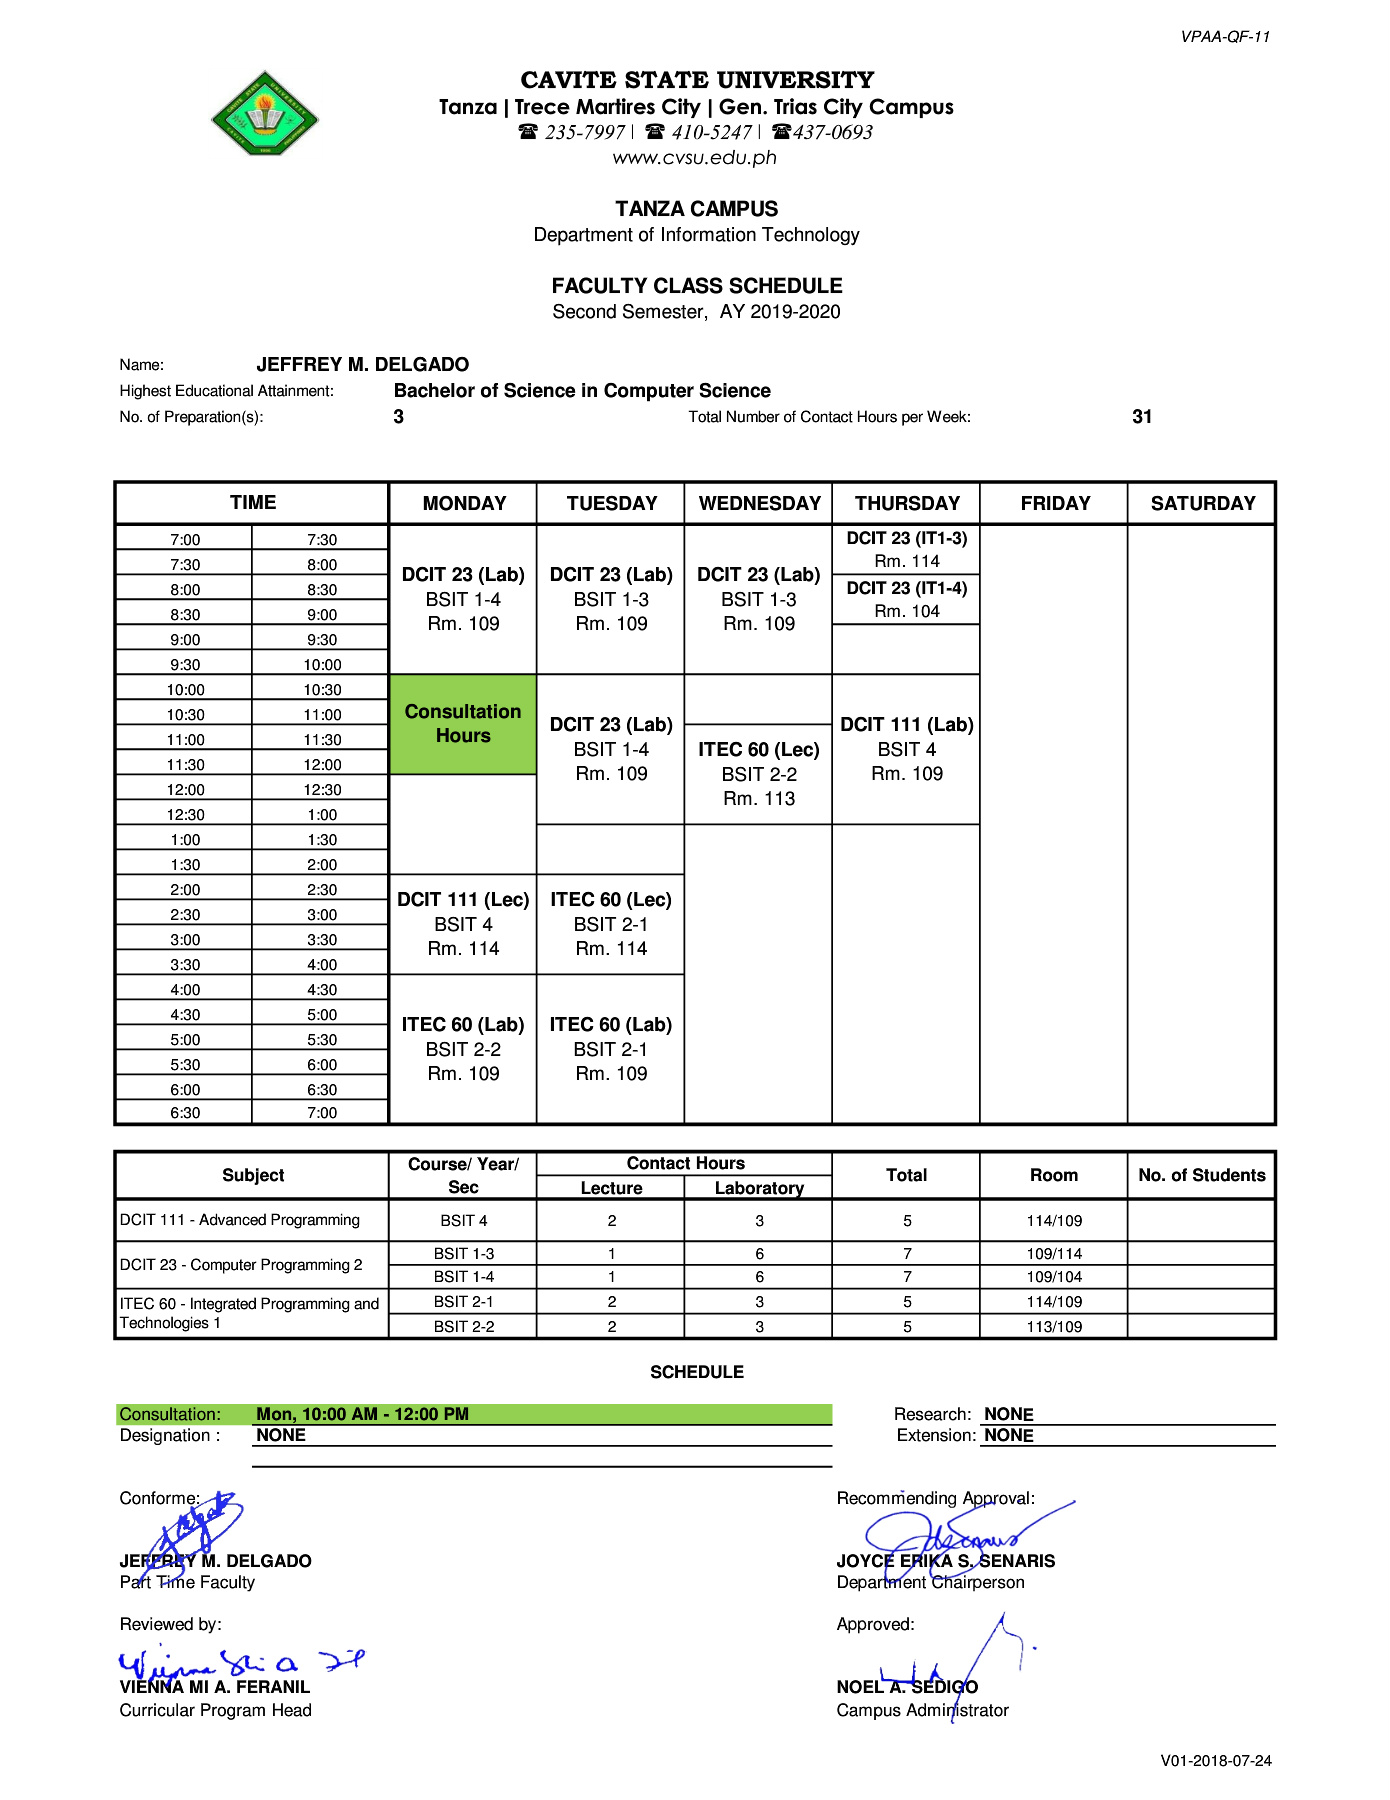 VPAA-QF-11
CAVITE STATE UNIVERSITY
Tanza | Trece Martires City | Gen. Trias City Campus
☎ 235-7997 | ☎ 410-5247 | ☎437-0693
www.cvsu.edu.ph
TANZA CAMPUS
Department of Information Technology
FACULTY CLASS SCHEDULE
Second Semester, AY 2019-2020
Name: JEFFREY M. DELGADO
Highest Educational Attainment: Bachelor of Science in Computer Science
No. of Preparation(s): 3 Total Number of Contact Hours per Week: 31
TIME MONDAY TUESDAY WEDNESDAY THURSDAY FRIDAY SATURDAY
7:00 7:30
7:30 8:00
8:00 8:30
8:30 9:00
9:00 9:30
9:30 10:00
10:00 10:30
10:30 11:00
11:00 11:30
11:30 12:00
12:00 12:30
12:30 1:00
1:00 1:30
1:30 2:00
2:00 2:30
2:30 3:00
3:00 3:30
3:30 4:00
4:00 4:30
4:30 5:00
5:00 5:30
5:30 6:00
6:00 6:30
6:30 7:00
DCIT 23 (Lab)
BSIT 1-4
Rm. 109
Consultation
Hours
DCIT 111 (Lec)
BSIT 4
Rm. 114
ITEC 60 (Lab)
BSIT 2-2
Rm. 109
DCIT 23 (Lab)
BSIT 1-3
Rm. 109
DCIT 23 (Lab)
BSIT 1-4
Rm. 109
ITEC 60 (Lec)
BSIT 2-1
Rm. 114
ITEC 60 (Lab)
BSIT 2-1
Rm. 109
DCIT 23 (Lab)
BSIT 1-3
Rm. 109
ITEC 60 (Lec)
BSIT 2-2
Rm. 113
DCIT 23 (IT1-3)
Rm. 114
DCIT 23 (IT1-4)
Rm. 104
DCIT 111 (Lab)
BSIT 4
Rm. 109
Subject Course/ Year/ Sec Contact Hours Total Room No. of Students
Lecture Laboratory
DCIT 111 - Advanced Programming BSIT 4 2 3 5 114/109
DCIT 23 - Computer Programming 2 BSIT 1-3 1 6 7 109/114
BSIT 1-4 1 6 7 109/104
ITEC 60 - Integrated Programming and Technologies 1 BSIT 2-1 2 3 5 114/109
BSIT 2-2 2 3 5 113/109
SCHEDULE
Consultation: Mon, 10:00 AM - 12:00 PM Research: NONE
Designation : NONE Extension: NONE
Conforme: Recommending Approval:
JEFFREY M. DELGADO JOYCE ERIKA S. SENARIS
Part Time Faculty Department Chairperson
Reviewed by: Approved:
VIENNA MI A. FERANIL NOEL A. SEDIGO
Curricular Program Head Campus Administrator
V01-2018-07-24